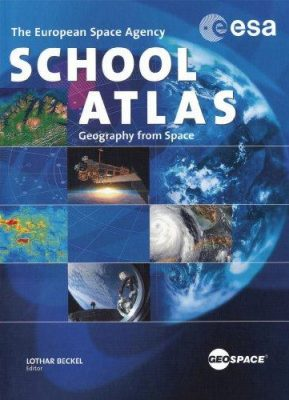 The European Space Agency
esa
SCHOOL
ATLAS
Geography from Space
LOTHAR BECKEL
Editor
GEOSPACE®